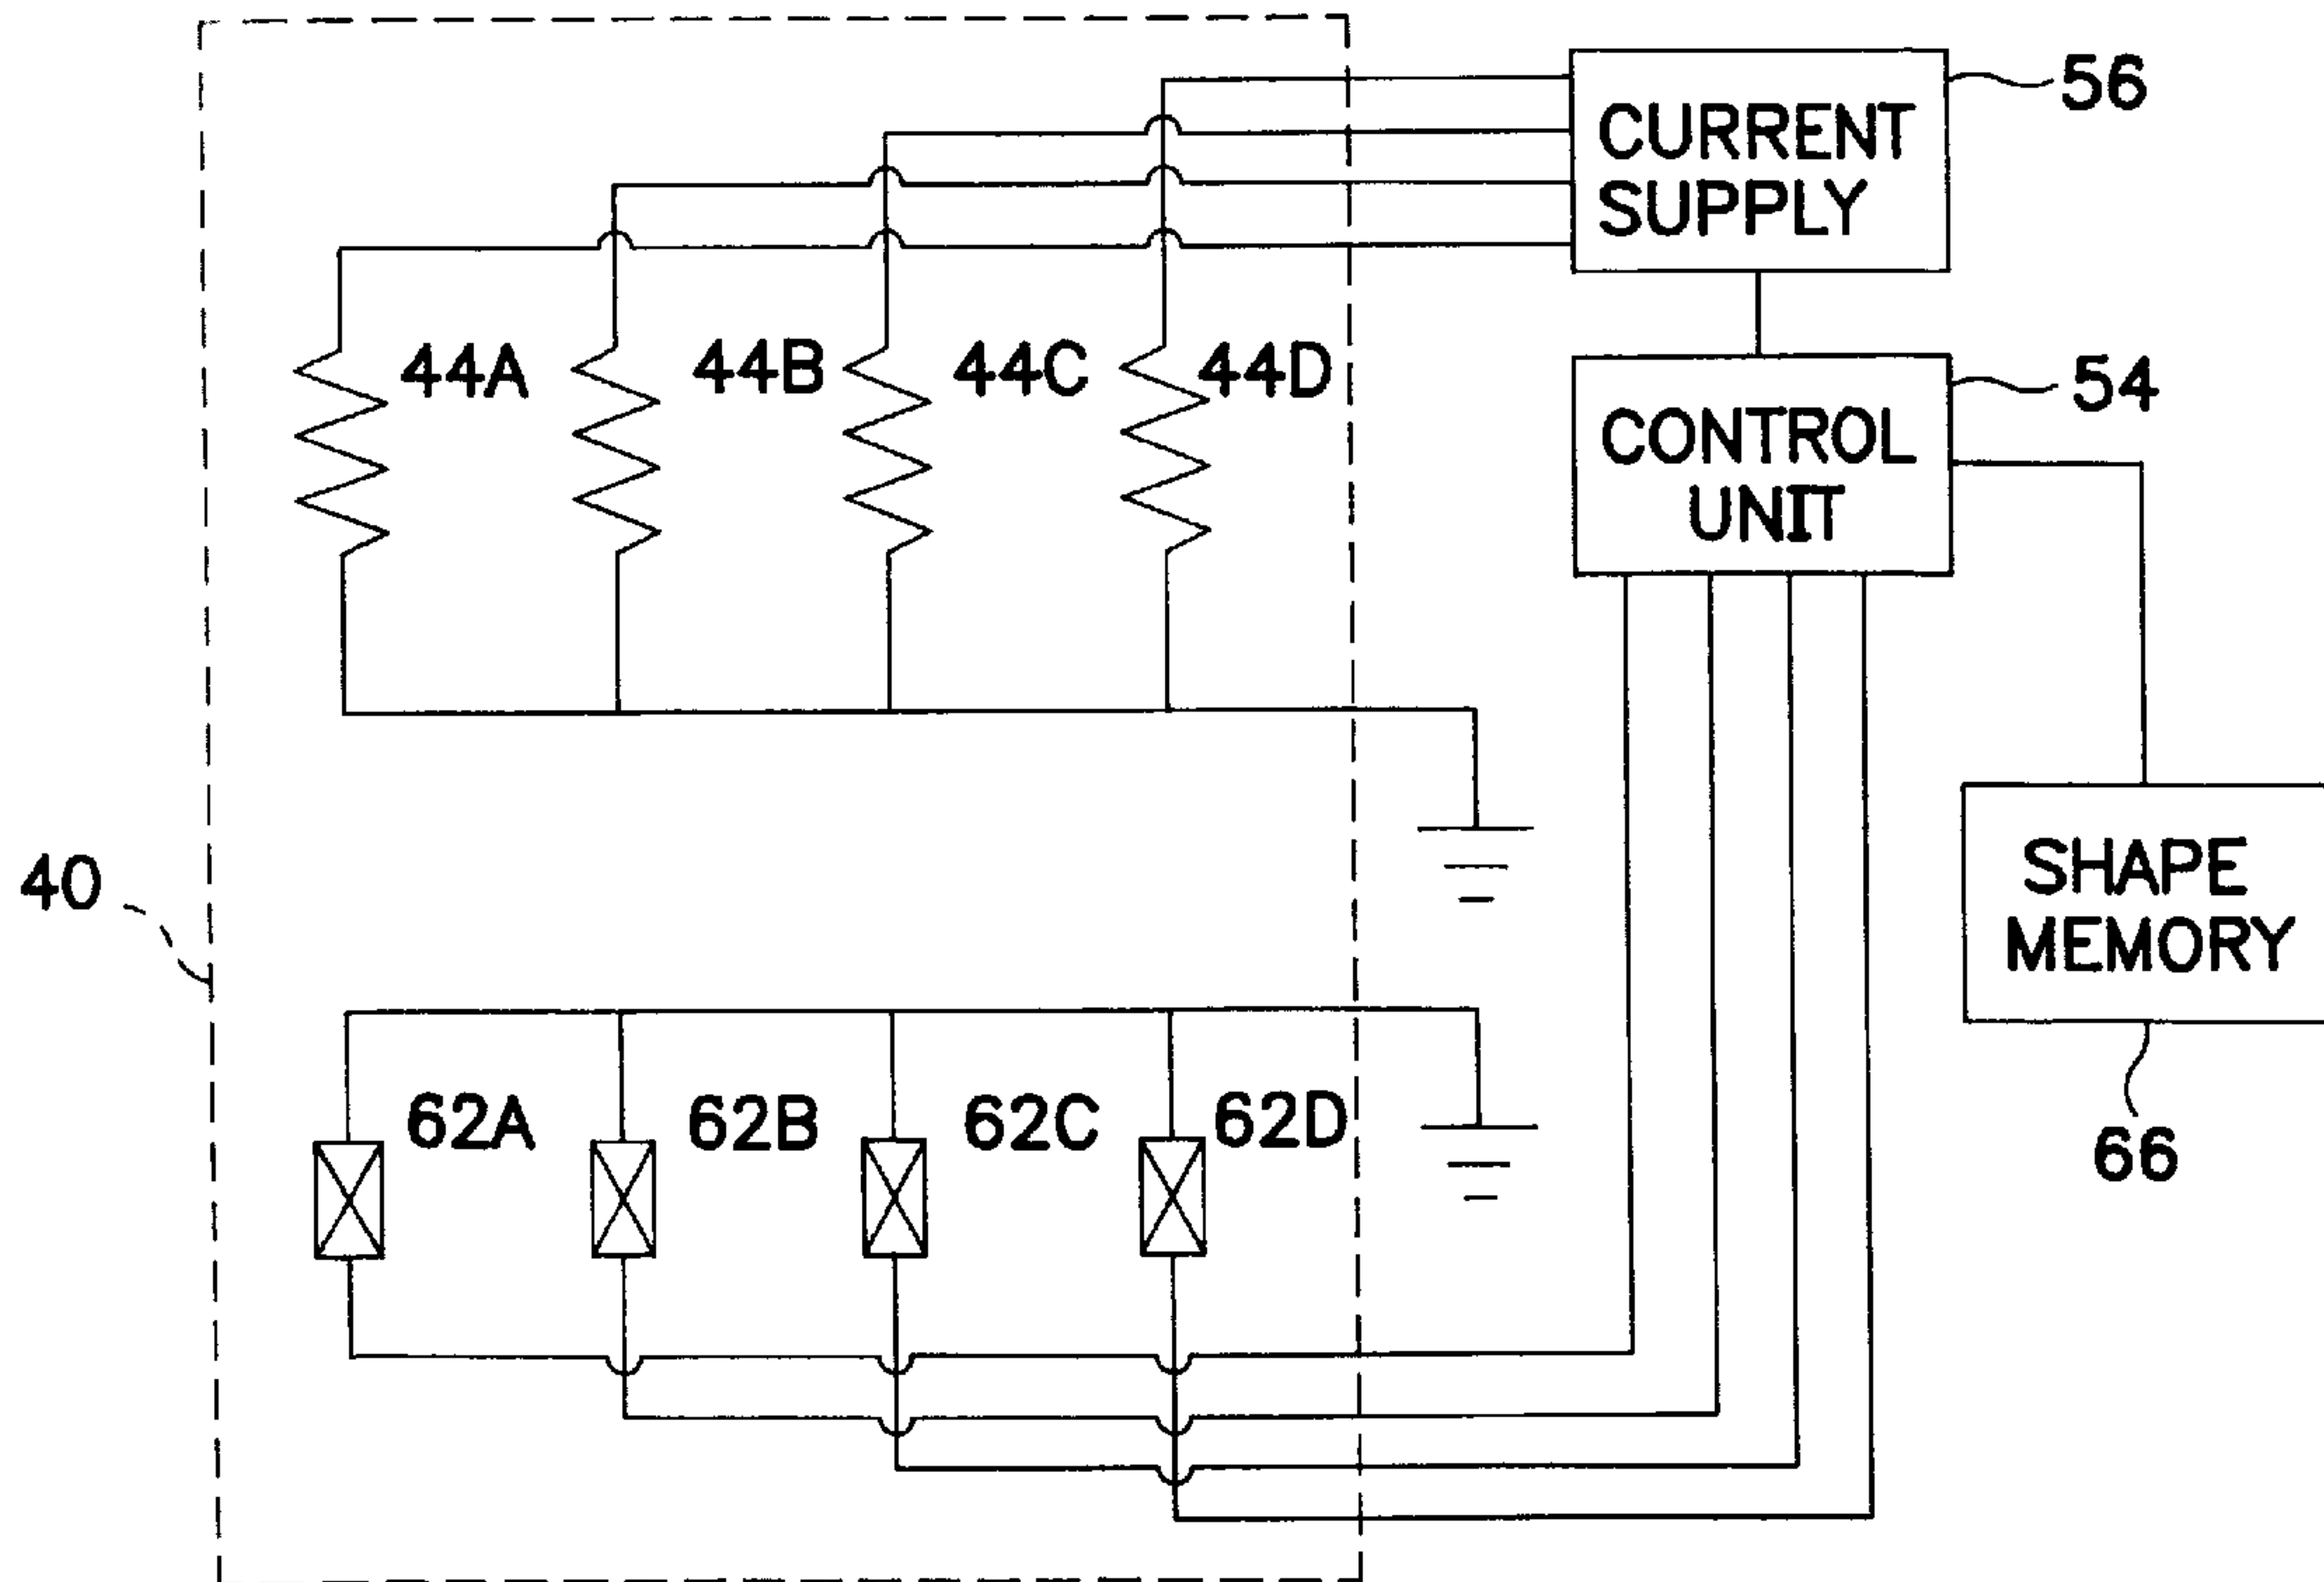 56
CURRENT
SUPPLY
44A 44B 44C 44D
54
CONTROL
UNIT
40
SHAPE
MEMORY
62A 62B 62C 62D
66